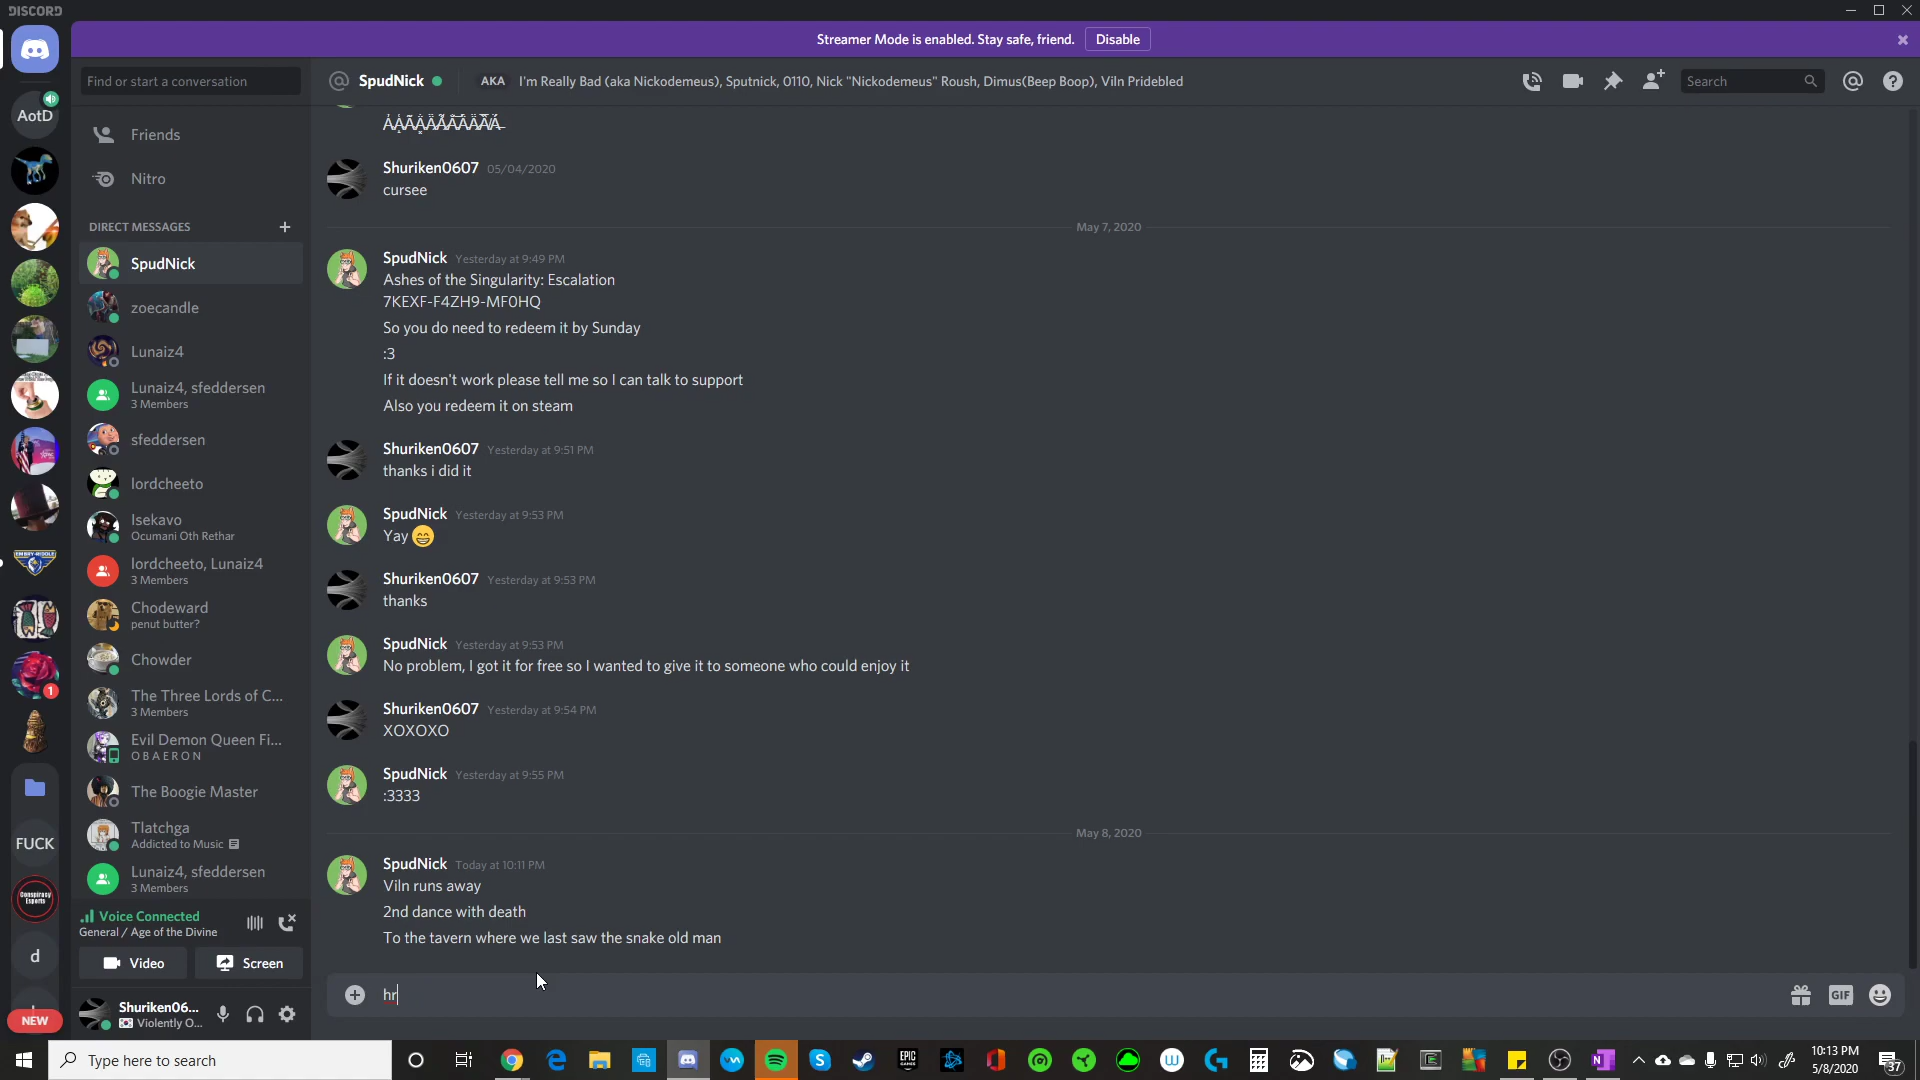 DISCORD
Streamer Mode is enabled. Stay safe, friend.
Disable
Find or start a conversation
SpudNick
AKA
I'm Really Bad (aka Nickodemeus), Sputnick, 0110, Nick "Nickodemeus" Roush, Dimus(Beep Boop), Viln Pridebled
Search
AotD
Friends
Nitro
DIRECT MESSAGES
SpudNick
zoecandle
Lunaiz4
Lunaiz4, sfeddersen
3 Members
sfeddersen
lordcheeto
Isekavo
Ocumani Oth Rethar
lordcheeto, Lunaiz4
3 Members
Chodeward
penut butter?
Chowder
The Three Lords of C...
3 Members
Evil Demon Queen Fi...
O B A E R O N
The Boogie Master
Tlatchga
Addicted to Music
Lunaiz4, sfeddersen
3 Members
EMBRY-RIDDLE
1
FUCK
Conspiracy
Esports
d
NEW
Voice Connected
General / Age of the Divine
Video
Screen
Shuriken06...
Violently O...
Shuriken0607 05/04/2020
cursee
May 7, 2020
SpudNick Yesterday at 9:49 PM
Ashes of the Singularity: Escalation
7KEXF-F4ZH9-MF0HQ
So you do need to redeem it by Sunday
:3
If it doesn't work please tell me so I can talk to support
Also you redeem it on steam
Shuriken0607 Yesterday at 9:51 PM
thanks i did it
SpudNick Yesterday at 9:53 PM
Yay 😄
Shuriken0607 Yesterday at 9:53 PM
thanks
SpudNick Yesterday at 9:53 PM
No problem, I got it for free so I wanted to give it to someone who could enjoy it
Shuriken0607 Yesterday at 9:54 PM
XOXOXO
SpudNick Yesterday at 9:55 PM
:3333
May 8, 2020
SpudNick Today at 10:11 PM
Viln runs away
2nd dance with death
To the tavern where we last saw the snake old man
hr
GIF
Type here to search
EPIC
GAMES
10:13 PM
5/8/2020
37